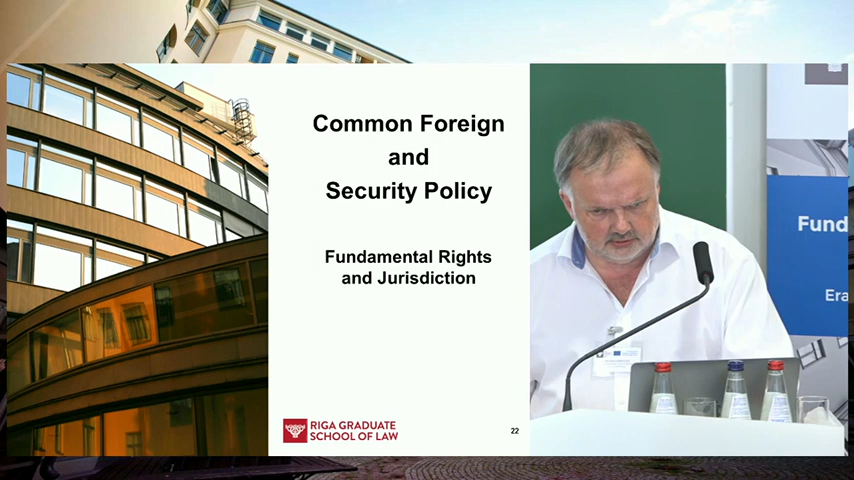 Common Foreign
and
Security Policy
Fundamental Rights
and Jurisdiction
RIGA GRADUATE
SCHOOL OF LAW
22
Fund
Era